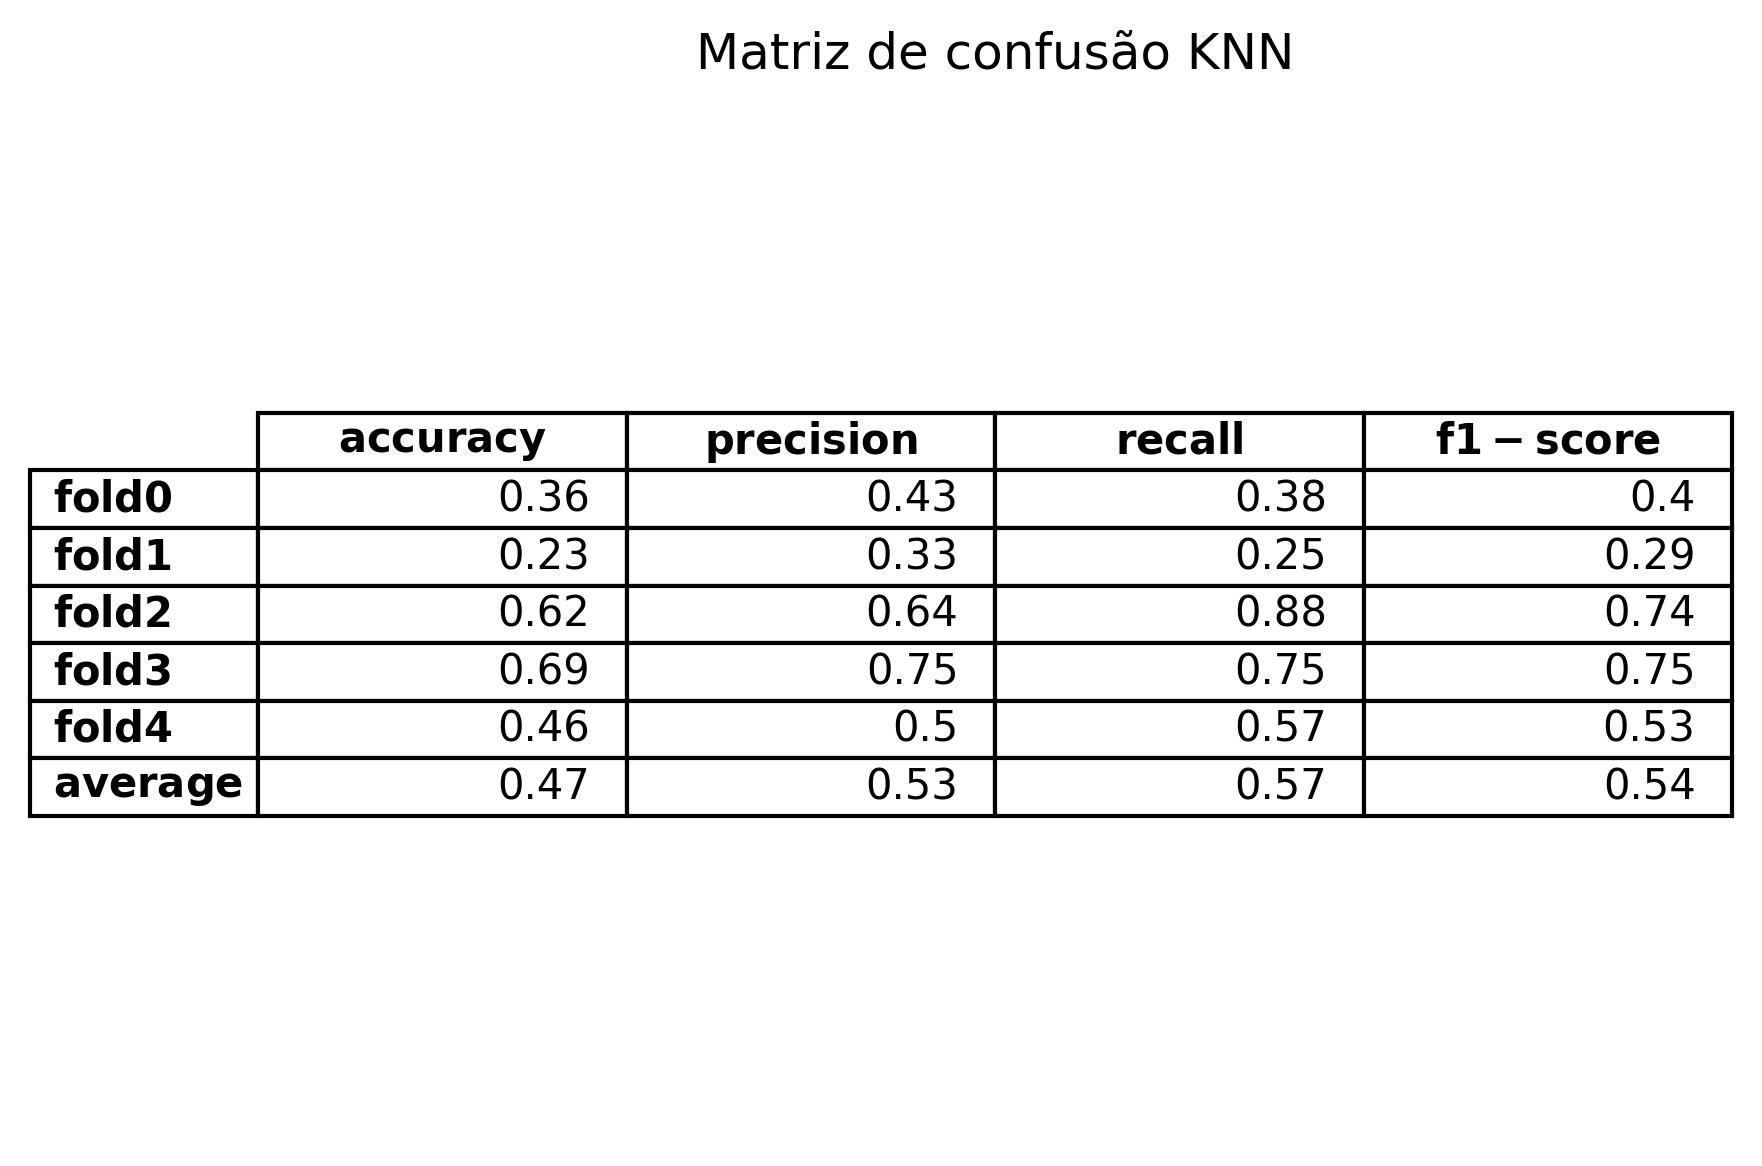 Matriz de confusão KNN
accuracy precision recall f1 − score
fold0 0.36 0.43 0.38 0.4
fold1 0.23 0.33 0.25 0.29
fold2 0.62 0.64 0.88 0.74
fold3 0.69 0.75 0.75 0.75
fold4 0.46 0.5 0.57 0.53
average 0.47 0.53 0.57 0.54